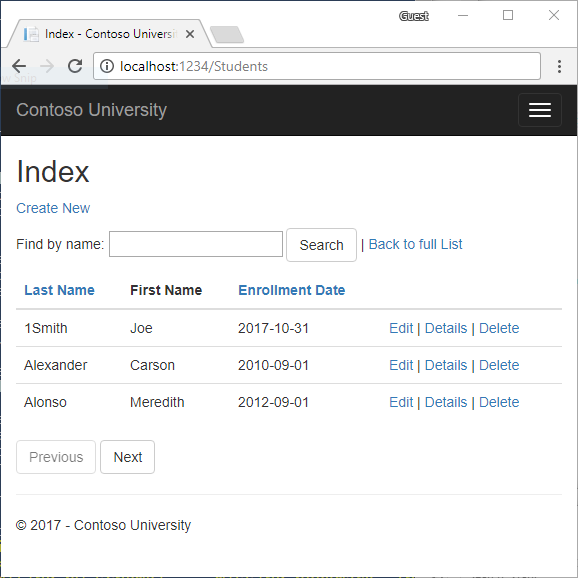 Guest
Index - Contoso Universi
localhost:1234/Students
Contoso University
Index
Create New
Find by name: Search | Back to full List
Last Name First Name Enrollment Date
1Smith Joe 2017-10-31 Edit | Details | Delete
Alexander Carson 2010-09-01 Edit | Details | Delete
Alonso Meredith 2012-09-01 Edit | Details | Delete
Previous Next
© 2017 - Contoso University